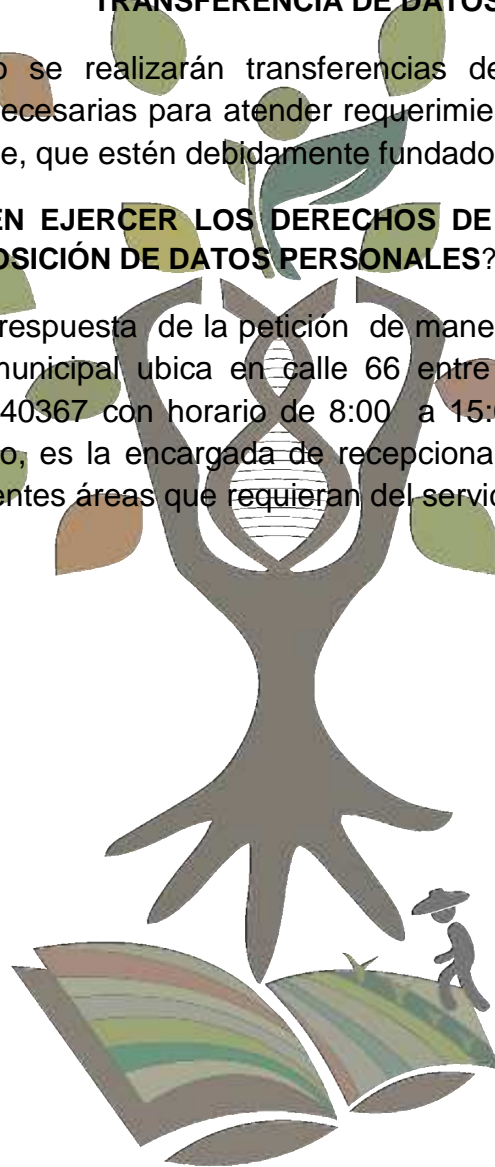 TRANSFERENCIA DE DATOS
o se realizarán transferencias de
ecesarias para atender requerimie
e, que estén debidamente fundado
EN EJERCER LOS DERECHOS DE
OSICIÓN DE DATOS PERSONALES?
respuesta de la petición de mane
municipal ubica en calle 66 entre
40367 con horario de 8:00 a 15:0
o, es la encargada de recepciona
entes áreas que requieran del servic